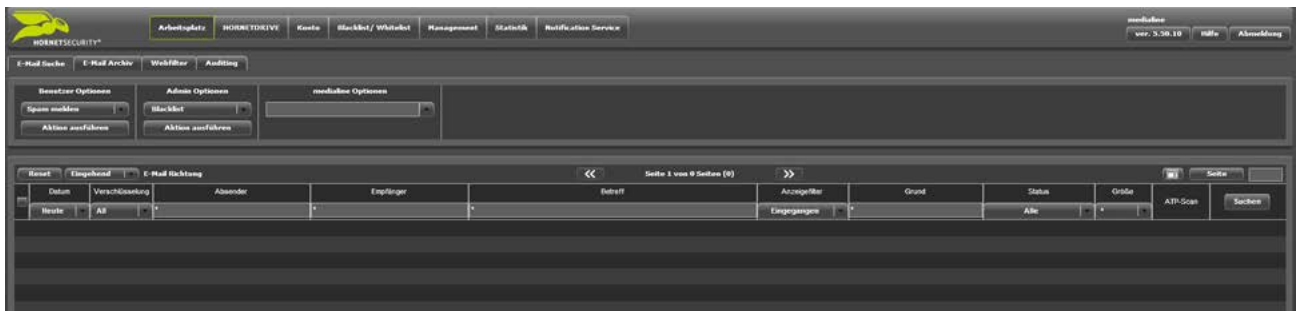 HORNETSECURITY®
Arbeitsplatz HORNETDRIVE Konto Blacklist/ Whitelist Management Statistik Notification Service
medialine
ver. 5.50.10 Hilfe Abmeldung
E-Mail Suche E-Mail Archiv Webfilter Auditing
Benutzer Optionen Admin Optionen medialine Optionen
Spam melden Blacklist
Aktion ausführen Aktion ausführen
Reset Eingehend E-Mail Richtung << Seite 1 von 0 Seiten (0) >> Seite
Datum Verschlüsselung Absender Empfänger Betreff Anzeigefilter Grund Status Größe ATP-Scan
Heute All * * * Eingegangen * Alle * Suchen